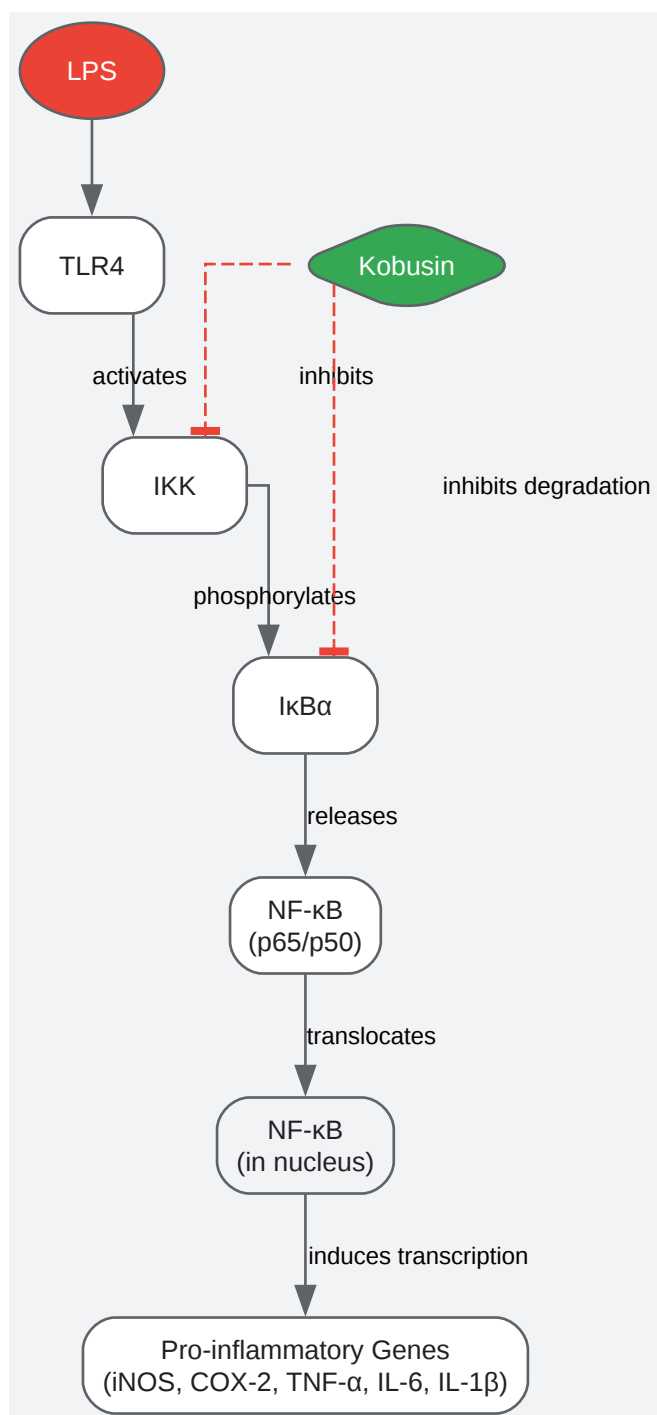 LPS
TLR4
Kobusin
activates
inhibits
IKK
inhibits degradation
phosphorylates
IκBα
releases
NF-κB
(p65/p50)
translocates
NF-κB
(in nucleus)
induces transcription
Pro-inflammatory Genes
(iNOS, COX-2, TNF-α, IL-6, IL-1β)